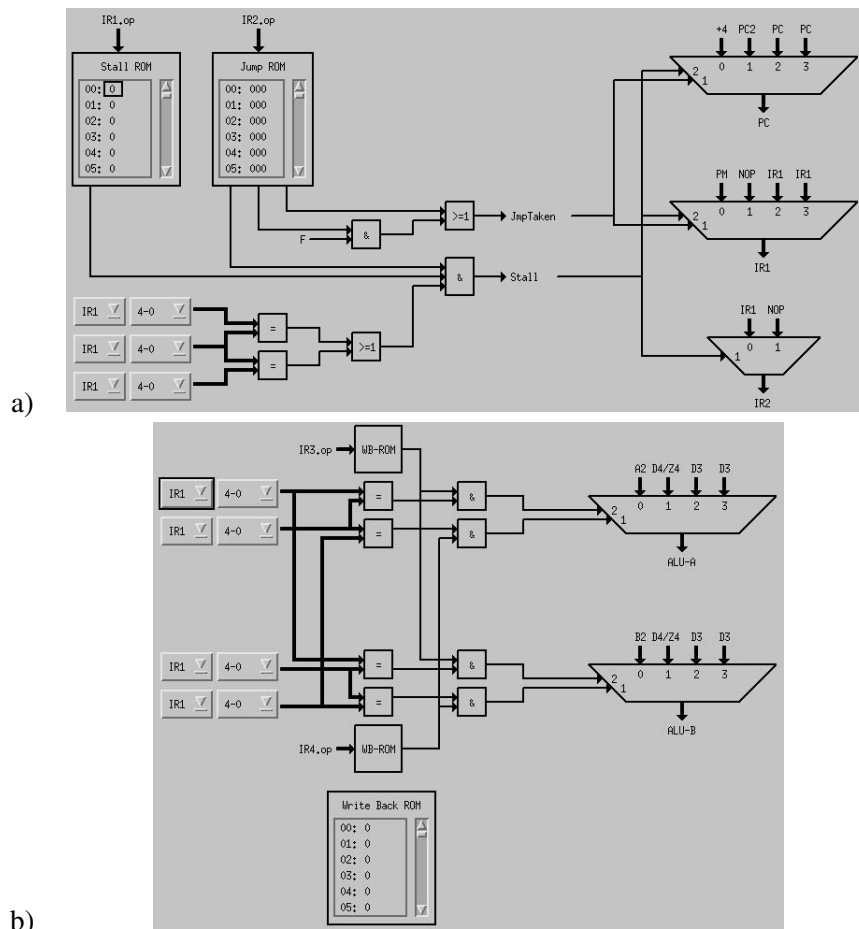 IR1.op IR2.op
Stall ROM Jump ROM
00: 0 00: 000
01: 0 01: 000
02: 0 02: 000
03: 0 03: 000
04: 0 04: 000
05: 0 05: 000
+4 PC2 PC PC
0 1 2 3
2
1
PC
PM NOP IR1 IR1
0 1 2 3
2
1
IR1
>=1 JmpTaken
F &
& Stall
IR1 4-0 =
IR1 4-0 >=1
IR1 4-0 =
IR1 NOP
0 1
1
IR2
a)
IR3.op WB-ROM
IR1 4-0 = &
IR1 4-0 = &
A2 D4/Z4 D3 D3
0 1 2 3
2
1
ALU-A
IR1 4-0 = &
IR1 4-0 = &
B2 D4/Z4 D3 D3
0 1 2 3
2
1
ALU-B
IR4.op WB-ROM
Write Back ROM
00: 0
01: 0
02: 0
03: 0
04: 0
05: 0
b)